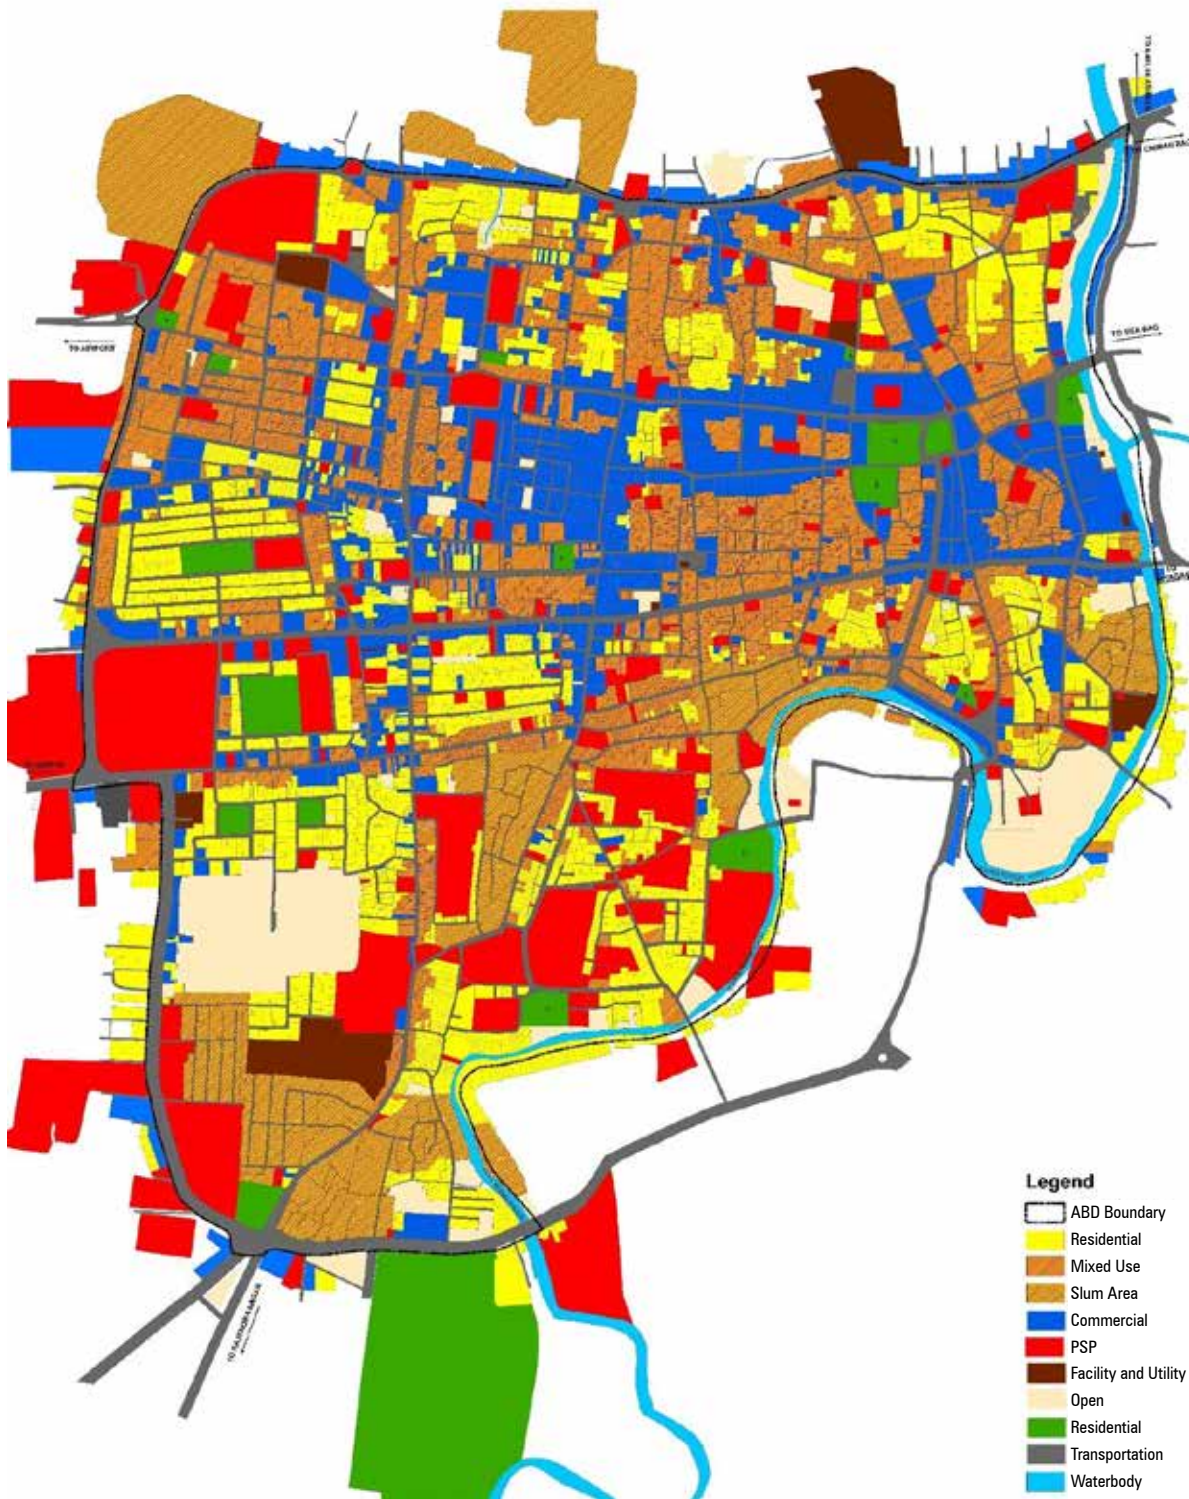 TO DEWA BAG
Legend
ABD Boundary
Residential
Mixed Use
Slum Area
Commercial
PSP
Facility and Utility
Open
Residential
Transportation
Waterbody